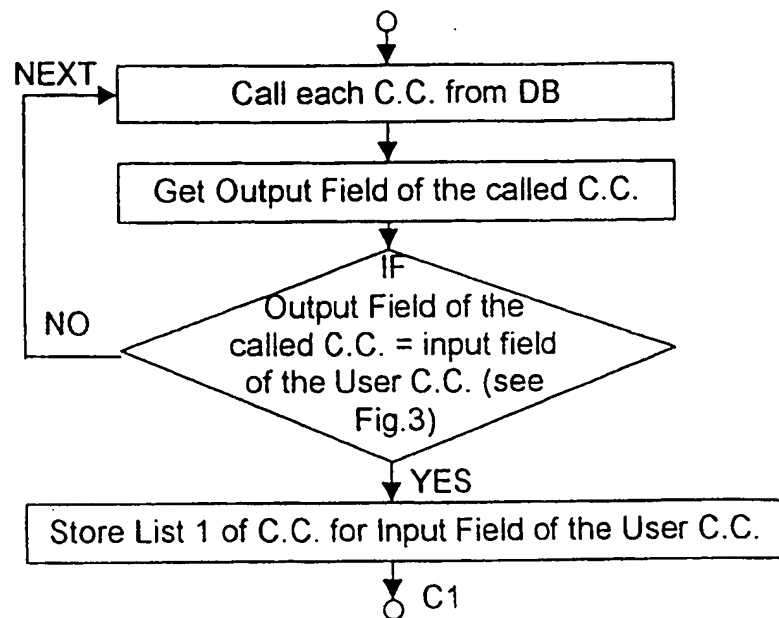 NEXT
Call each C.C. from DB
Get Output Field of the called C.C.
IF
Output Field of the
called C.C. = input field
of the User C.C. (see
Fig.3)
NO
YES
Store List 1 of C.C. for Input Field of the User C.C.
C1